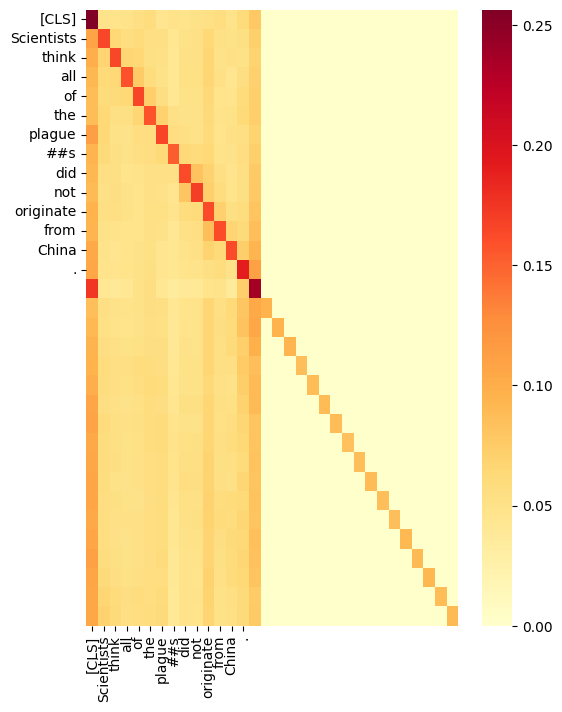 [CLS]
Scientists
think
all
of
the
plague
##s
did
not
originate
from
China
.
0.25
0.20
0.15
0.10
0.05
0.00
[CLS]
Scientists
think
all
of
the
plague
##s
did
not
originate
from
China
.